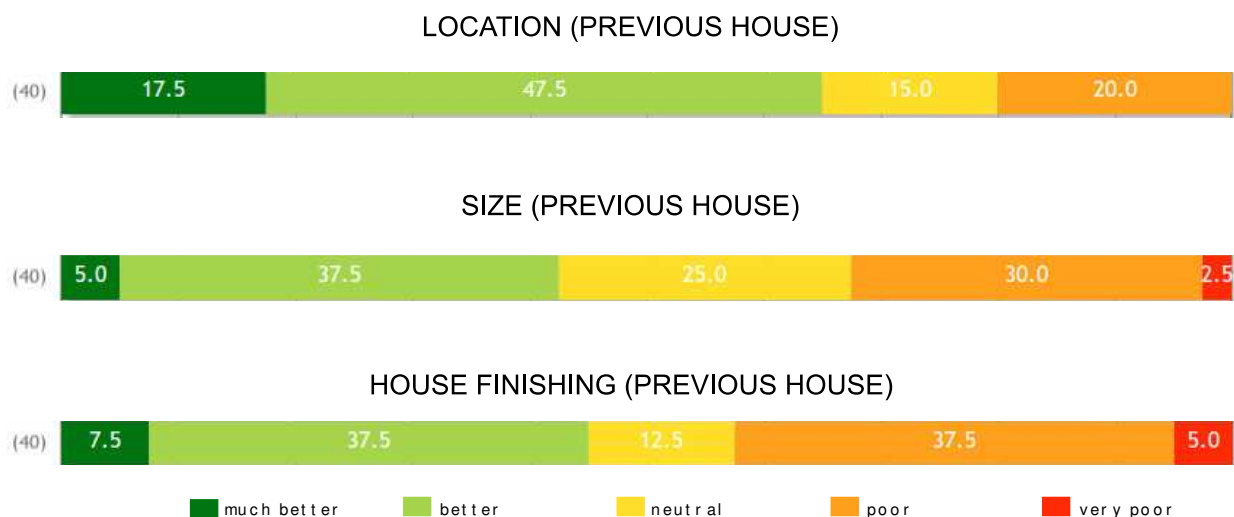 LOCATION (PREVIOUS HOUSE)
(40) 17.5 47.5 15.0 20.0
SIZE (PREVIOUS HOUSE)
(40) 5.0 37.5 25.0 30.0 2.5
HOUSE FINISHING (PREVIOUS HOUSE)
(40) 7.5 37.5 12.5 37.5 5.0
much better better neutral poor very poor